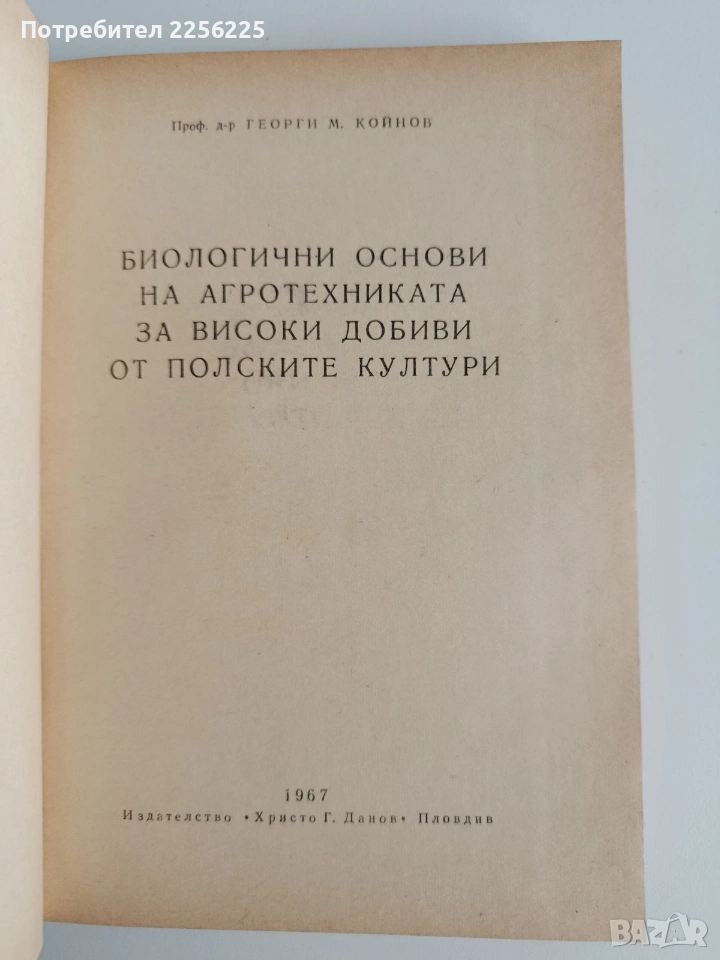 Потребител 2256225
Проф. д-р ГЕОРГИ М. КОЙНОВ
БИОЛОГИЧНИ ОСНОВИ
НА АГРОТЕХНИКАТА
ЗА ВИСОКИ ДОБИВИ
ОТ ПОЛСКИТЕ КУЛТУРИ
1967
Издателство • Христо Г. Данов • Пловдив
BAZAR